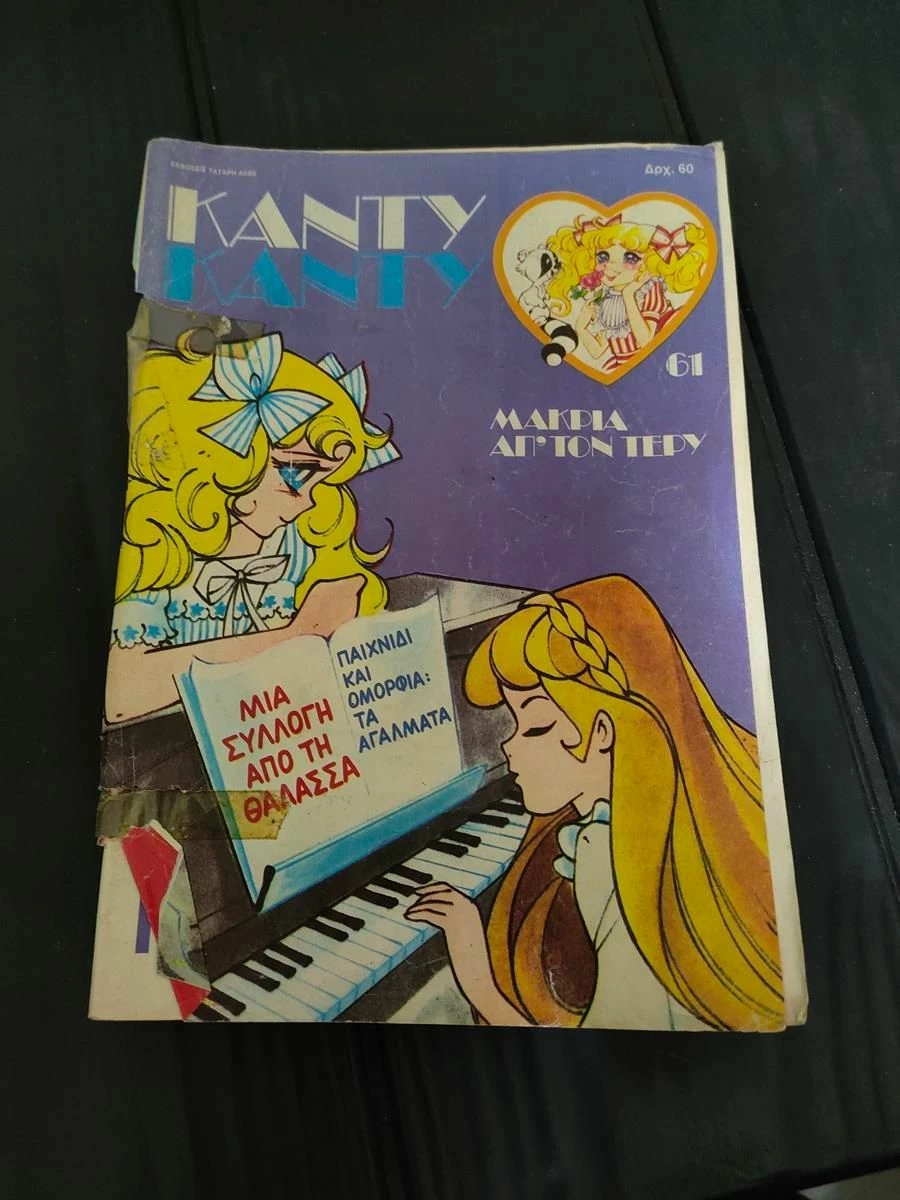 ΕΚΔΟΣΕΙΣ ΤΑΤΑΡΗ ΑΕΒΕ
Δρχ. 60
ΚΑΝΤΥ
ΚΑΝΤΥ
61
ΜΑΚΡΙΑ
ΑΠ' ΤΟΝ ΤΕΡΥ
ΜΙΑ
ΣΥΛΛΟΓΗ
ΑΠΟ ΤΗ
ΘΑΛΑΣΣΑ
ΠΑΙΧΝΙΔΙ
ΚΑΙ
ΟΜΟΡΦΙΑ:
ΤΑ
ΑΓΑΛΜΑΤΑ